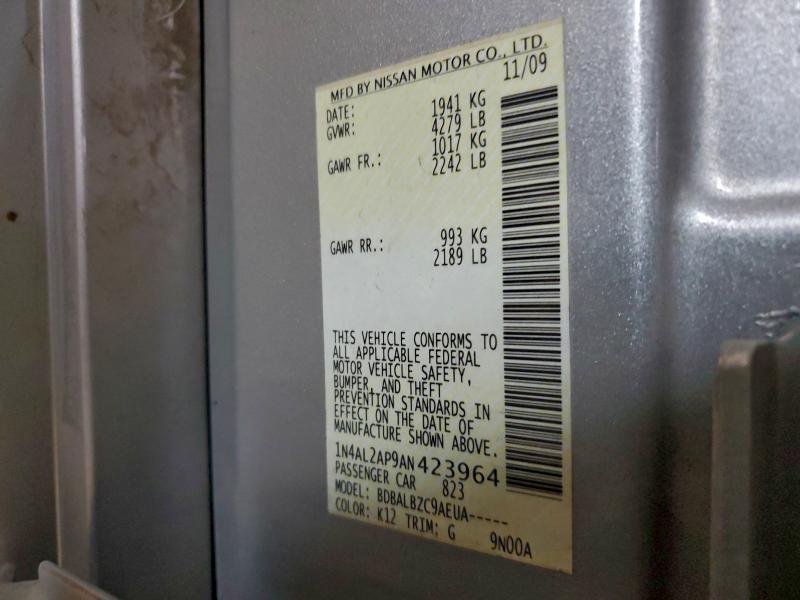 MFD BY NISSAN MOTOR CO., LTD.
DATE: 11/09
GVWR: 1941 KG
4279 LB
GAWR FR.: 1017 KG
2242 LB
GAWR RR.: 993 KG
2189 LB
THIS VEHICLE CONFORMS TO
ALL APPLICABLE FEDERAL
MOTOR VEHICLE SAFETY,
BUMPER, AND THEFT
PREVENTION STANDARDS IN
EFFECT ON THE DATE OF
MANUFACTURE SHOWN ABOVE.
1N4AL2AP9AN423964
PASSENGER CAR 823
MODEL: BDBALBZC9AEUA-----
COLOR: K12 TRIM: G 9N00A